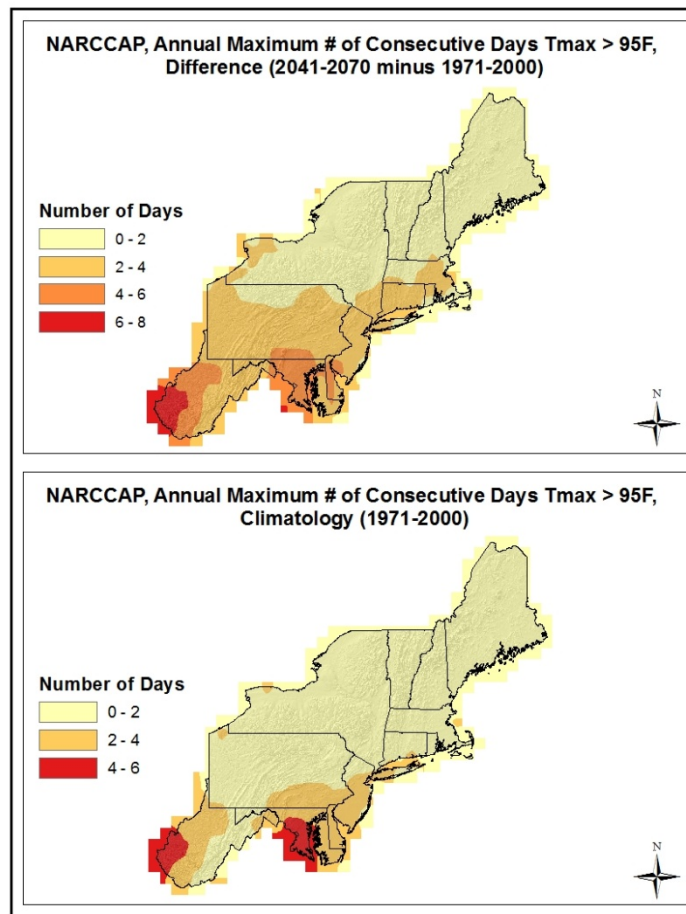 NARCCAP, Annual Maximum # of Consecutive Days Tmax > 95F,
Difference (2041-2070 minus 1971-2000)
Number of Days
0 - 2
2 - 4
4 - 6
6 - 8
N
NARCCAP, Annual Maximum # of Consecutive Days Tmax > 95F,
Climatology (1971-2000)
Number of Days
0 - 2
2 - 4
4 - 6
N